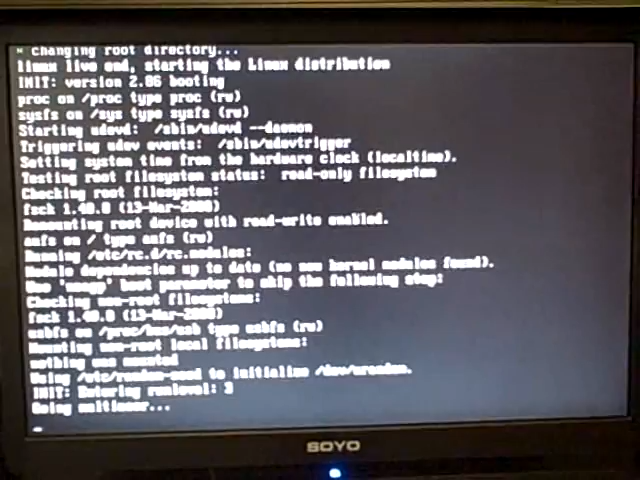 * changing root directory...
linux live end, starting the Linux distribution
INIT: version 2.86 booting
proc on /proc type proc (rw)
sysfs on /sys type sysfs (rw)
Starting udevd: /sbin/udevd --daemon
Triggering udev events: /sbin/udevtrigger
Setting system time from the hardware clock (localtime).
Testing root filesystem status: read-only filesystem
Checking root filesystem:
fsck 1.40.8 (13-Mar-2008)
Remounting root device with read-write enabled.
aufs on / type aufs (rw)
Running /etc/rc.d/rc.modules:
Module dependencies up to date (no new kernel modules found).
Use 'nongy' boot parameter to skip the following step:
Checking non-root filesystems:
fsck 1.40.8 (13-Mar-2008)
usbfs on /proc/bus/usb type usbfs (rw)
Mounting non-root local filesystems:
nothing was mounted
Using /etc/random-seed to initialize /dev/urandom.
INIT: Entering runlevel: 3
Going multiuser...
SOYO